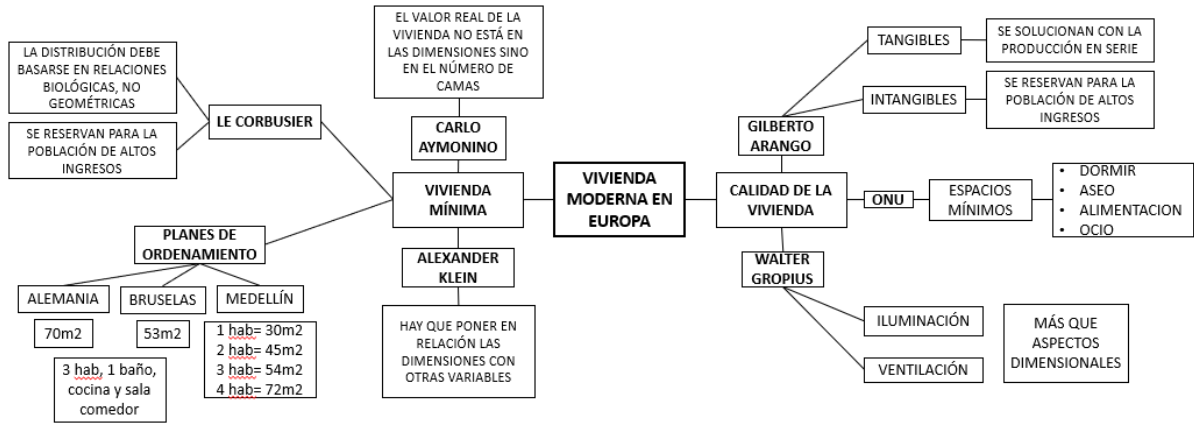 EL VALOR REAL DE LA
VIVIENDA NO ESTÁ EN
LAS DIMENSIONES SINO
EN EL NÚMERO DE
CAMAS
LA DISTRIBUCIÓN DEBE
BASARSE EN RELACIONES
BIOLÓGICAS, NO
GEOMÉTRICAS
SE RESERVAN PARA LA
POBLACIÓN DE ALTOS
INGRESOS
LE CORBUSIER
CARLO
AYMONINO
VIVIENDA
MÍNIMA
PLANES DE
ORDENAMIENTO
ALEMANIA
BRUSELAS
MEDELLÍN
70m2
53m2
3 hab, 1 baño,
cocina y sala
comedor
1 hab= 30m2
2 hab= 45m2
3 hab= 54m2
4 hab= 72m2
ALEXANDER
KLEIN
HAY QUE PONER EN
RELACIÓN LAS
DIMENSIONES CON
OTRAS VARIABLES
VIVIENDA
MODERNA EN
EUROPA
CALIDAD DE LA
VIVIENDA
GILBERTO
ARANGO
TANGIBLES
SE SOLUCIONAN CON LA
PRODUCCIÓN EN SERIE
INTANGIBLES
SE RESERVAN PARA LA
POBLACIÓN DE ALTOS
INGRESOS
ONU
ESPACIOS
MÍNIMOS
• DORMIR
• ASEO
• ALIMENTACION
• OCIO
WALTER
GROPIUS
ILUMINACIÓN
VENTILACIÓN
MÁS QUE
ASPECTOS
DIMENSIONALES